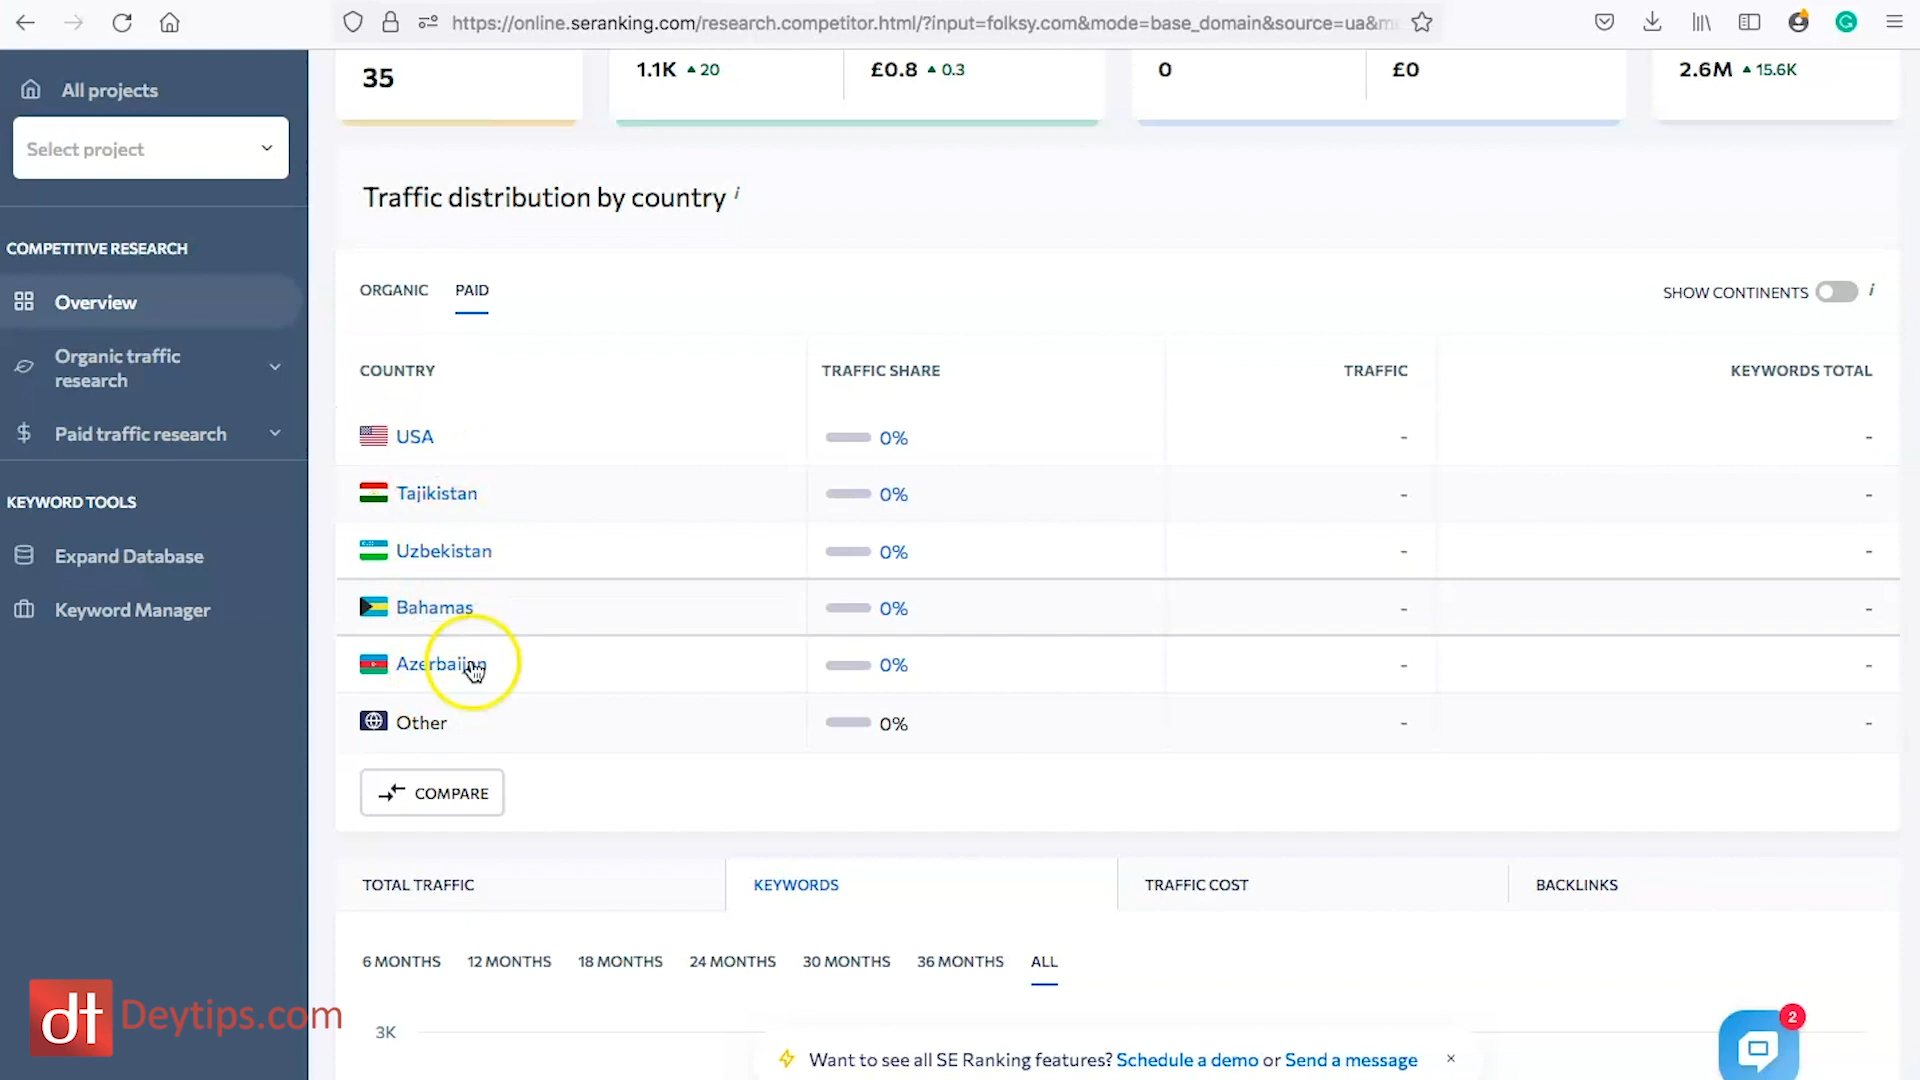 https://online.seranking.com/research.competitor.html/?input=folksy.com&mode=base_domain&source=ua&m
All projects
Select project
COMPETITIVE RESEARCH
Overview
Organic traffic
research
Paid traffic research
KEYWORD TOOLS
Expand Database
Keyword Manager
35
1.1K 20
£0.8 0.3
0
£0
2.6M 15.6K
Traffic distribution by country i
ORGANIC PAID
SHOW CONTINENTS i
COUNTRY TRAFFIC SHARE TRAFFIC KEYWORDS TOTAL
USA 0% - -
Tajikistan 0% - -
Uzbekistan 0% - -
Bahamas 0% - -
Azerbaijan 0% - -
Other 0% - -
COMPARE
TOTAL TRAFFIC KEYWORDS TRAFFIC COST BACKLINKS
6 MONTHS 12 MONTHS 18 MONTHS 24 MONTHS 30 MONTHS 36 MONTHS ALL
3K
Want to see all SE Ranking features? Schedule a demo or Send a message ×
2
dt Deytips.com